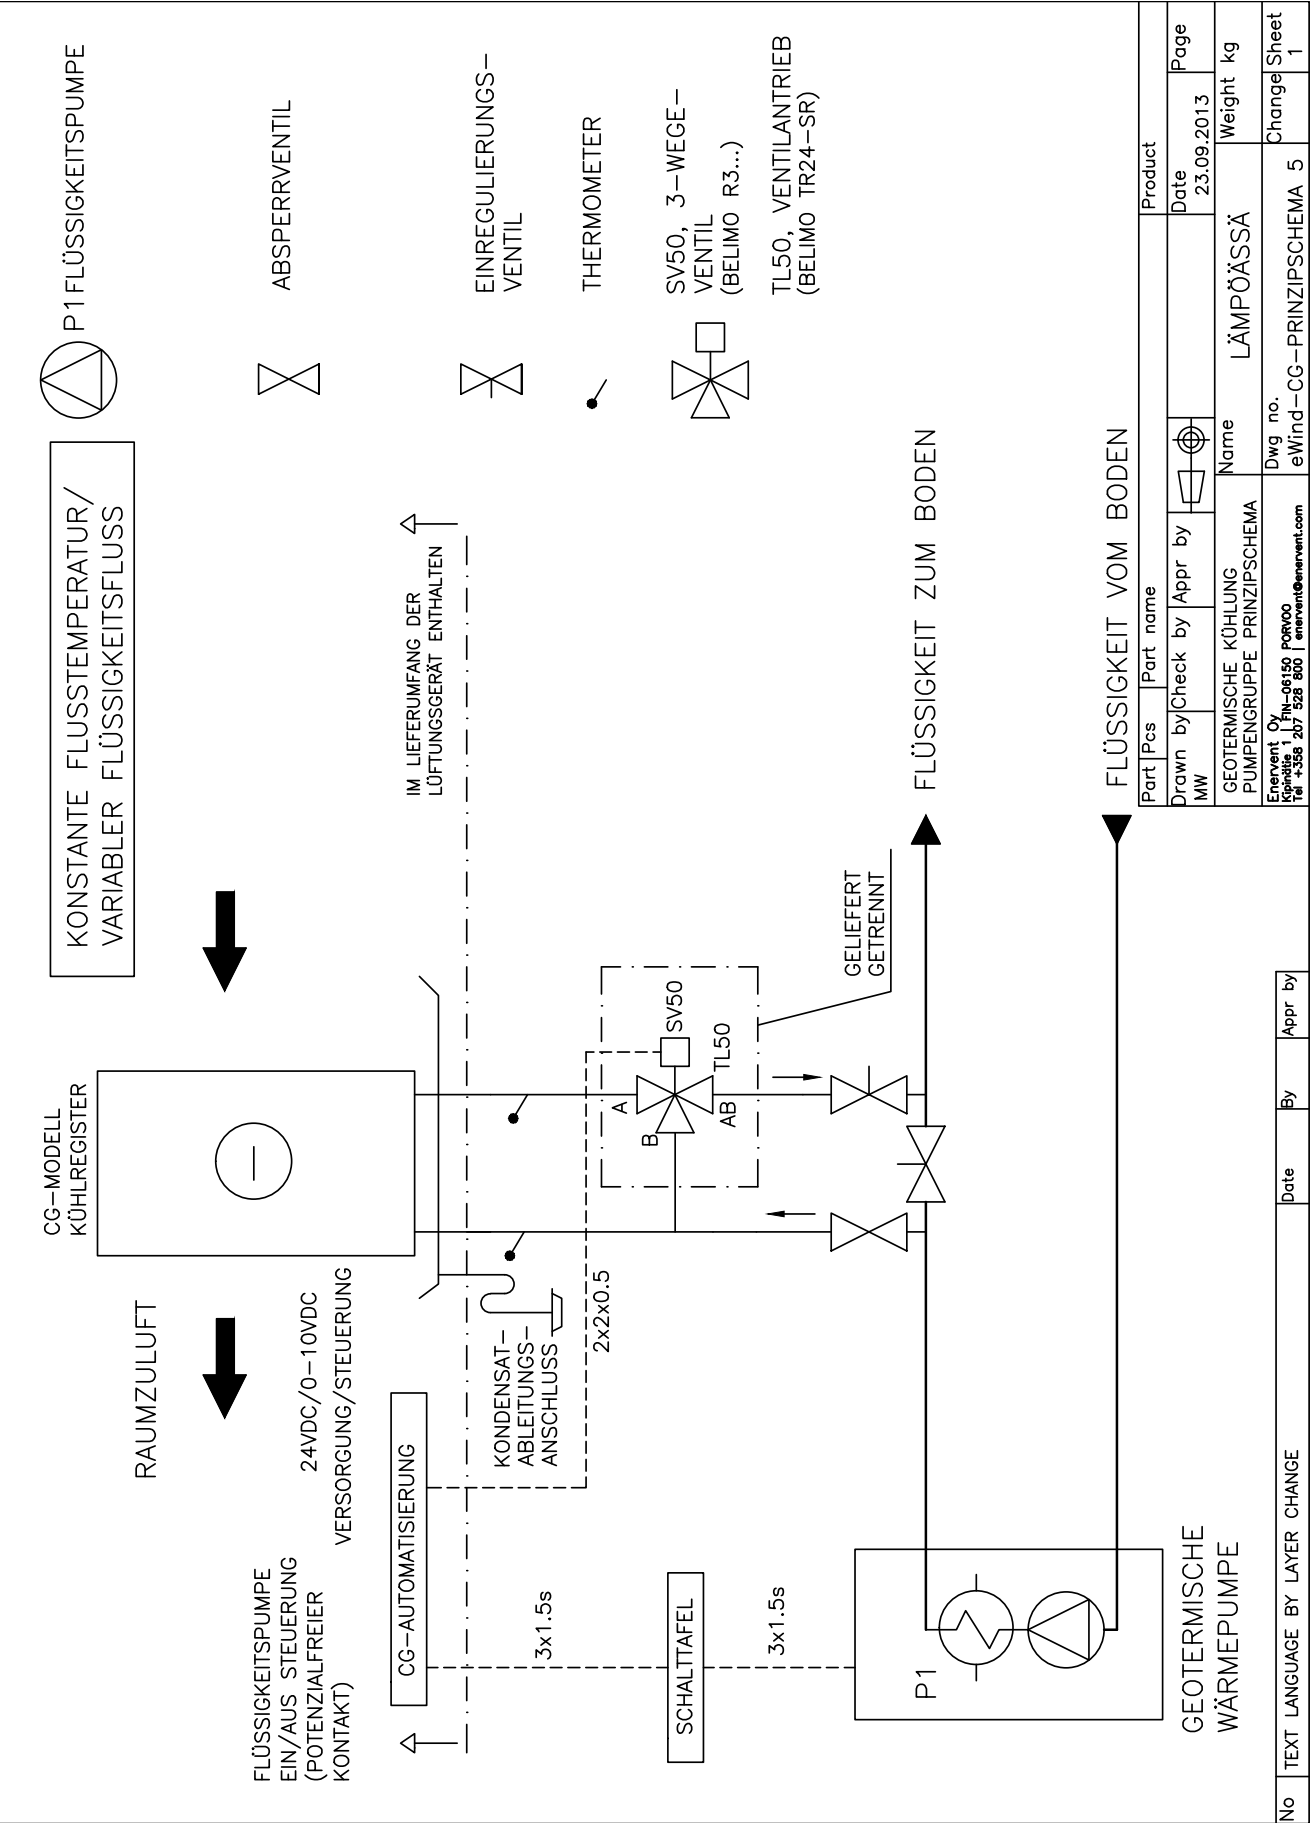 KONSTANTE FLUSSTEMPERATUR/
VARIABLER FLÜSSIGKEITSFLUSS
P1 FLÜSSIGKEITSPUMPE
ABSPERRVENTIL
EINREGULIERUNGS-
VENTIL
THERMOMETER
SV50, 3-WEGE-
VENTIL
(BELIMO R3...)
TL50, VENTILANTRIEB
(BELIMO TR24-SR)
CG-MODELL
KÜHLREGISTER
RAUMZULUFT
24VDC/0-10VDC
VERSORGUNG/STEUERUNG
FLÜSSIGKEITSPUMPE
EIN/AUS STEUERUNG
(POTENZIALFREIER
KONTAKT)
CG-AUTOMATISIERUNG
IM LIEFERUMFANG DER
LÜFTUNGSGERÄT ENTHALTEN
KONDENSAT-
ABLEITUNGS-
ANSCHLUSS
2x2x0.5
3x1.5s
SCHALTTAFEL
3x1.5s
A
B
AB
SV50
TL50
GELIEFERT
GETRENNT
FLÜSSIGKEIT ZUM BODEN
FLÜSSIGKEIT VOM BODEN
P1
GEOTERMISCHE
WÄRMEPUMPE
Part Pcs Part name Product
Drawn by Check by Appr by Date Page
MW 23.09.2013
GEOTERMISCHE KÜHLUNG
PUMPENGRUPPE PRINZIPSCHEMA
Name
LÄMPÖÄSSÄ
Weight kg
Enervent Oy
Kipinätie 1 | FIN-06150 PORVOO
Tel +358 207 528 800 | enervent@enervent.com
Dwg no.
eWind-CG-PRINZIPSCHEMA 5
Change Sheet
1
No TEXT LANGUAGE BY LAYER CHANGE Date By Appr by